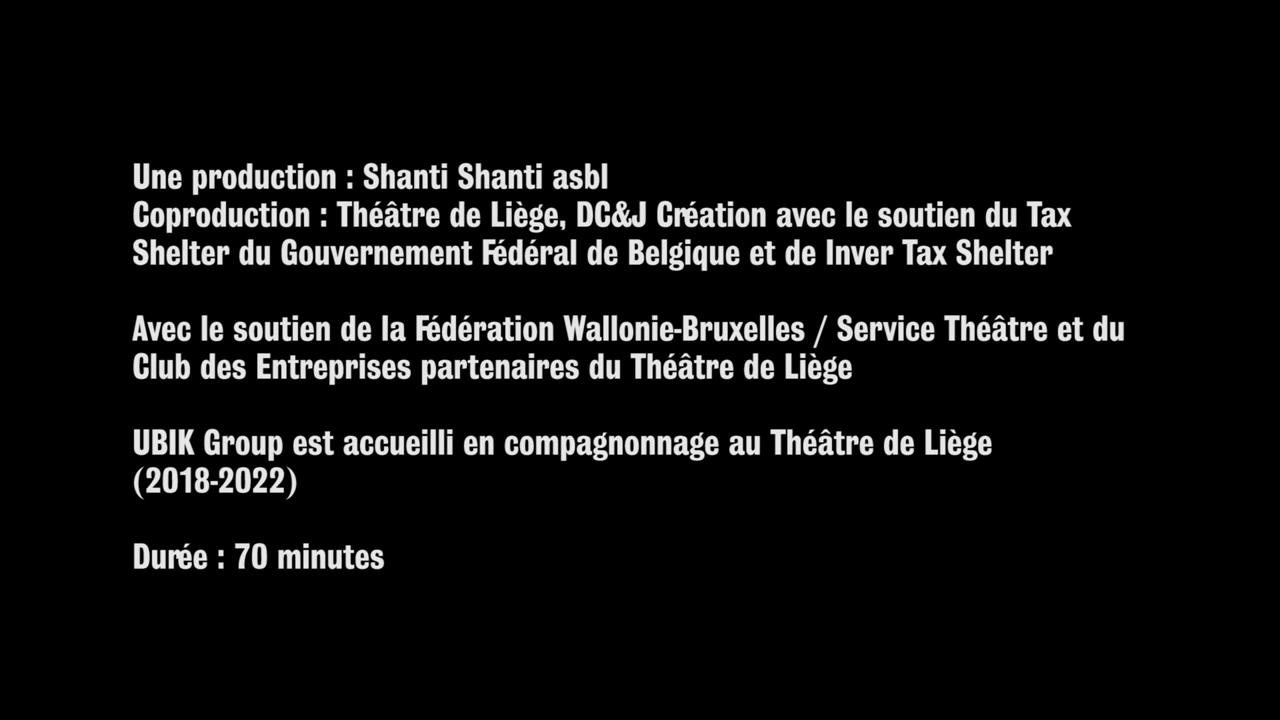 Une production : Shanti Shanti asbl
Coproduction : Théâtre de Liège, DC&J Création avec le soutien du Tax
Shelter du Gouvernement Fédéral de Belgique et de Inver Tax Shelter
Avec le soutien de la Fédération Wallonie-Bruxelles / Service Théâtre et du
Club des Entreprises partenaires du Théâtre de Liège
UBIK Group est accueilli en compagnonnage au Théâtre de Liège
(2018-2022)
Durée : 70 minutes